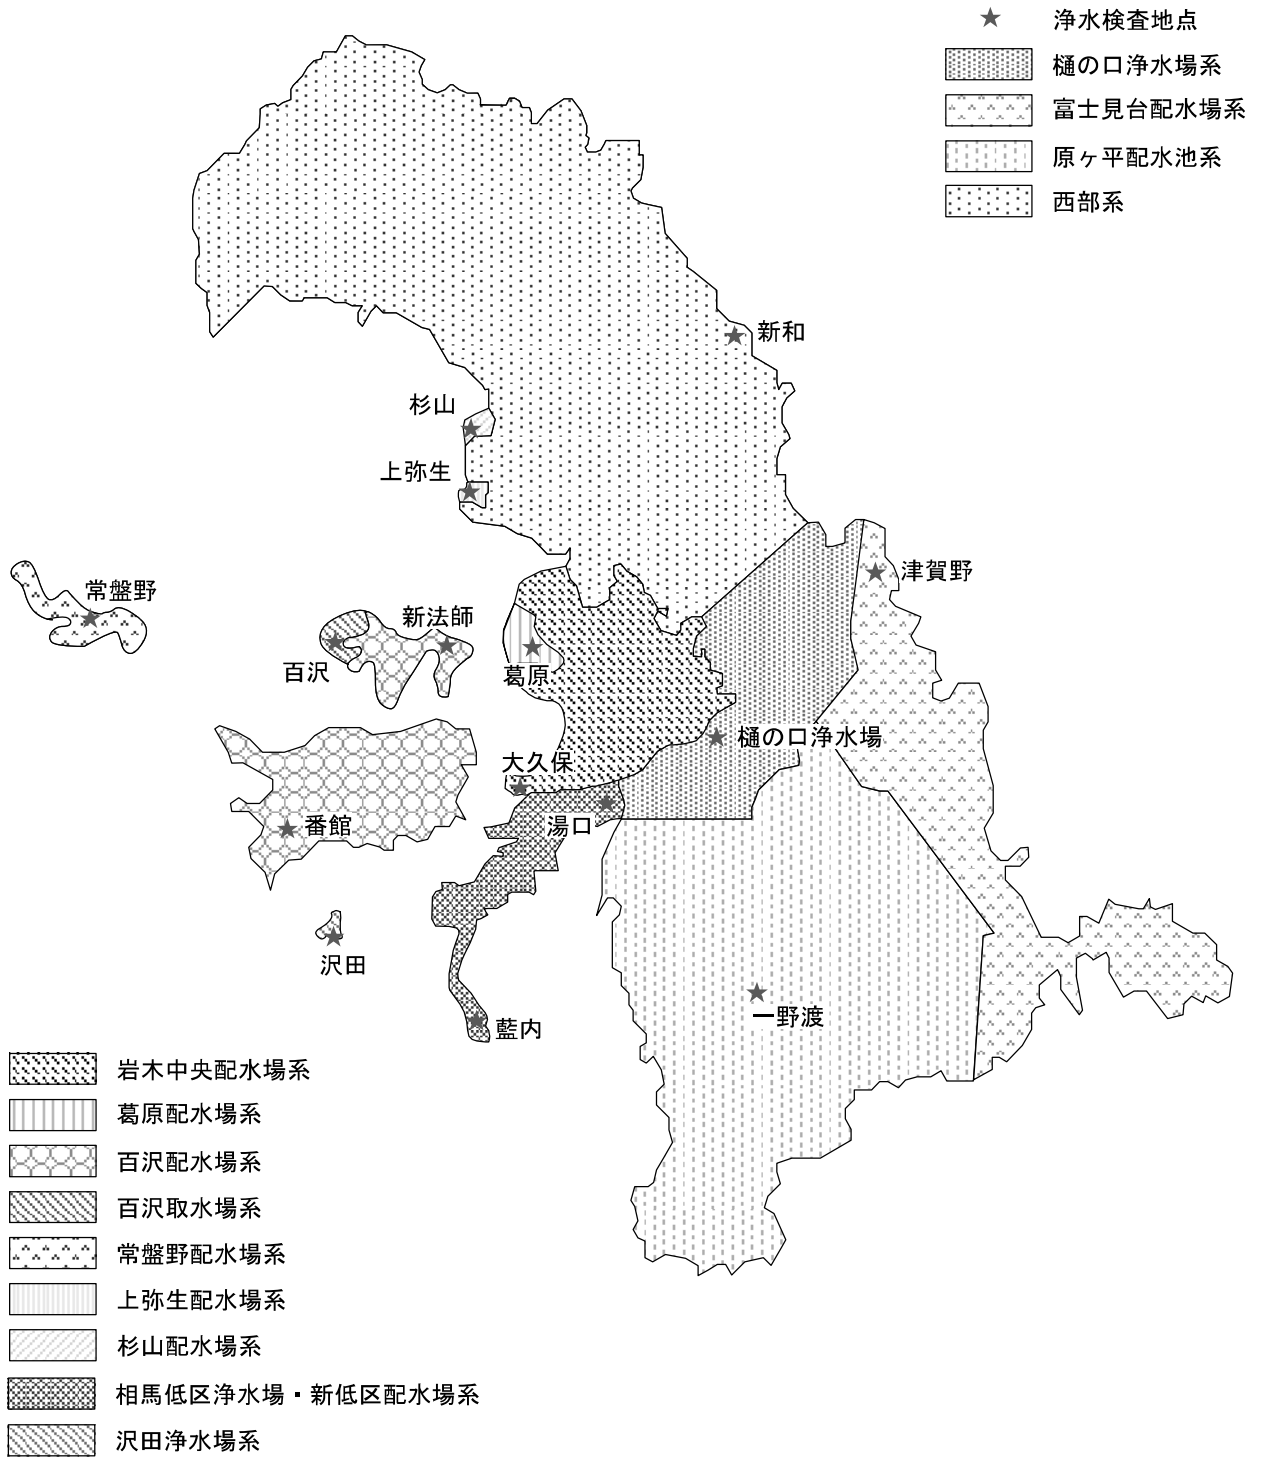 浄水検査地点
樋の口浄水場系
富士見台配水場系
原ヶ平配水池系
西部系
新和
杉山
上弥生
津賀野
常盤野
新法師
百沢
葛原
樋の口浄水場
大久保
番館
湯口
沢田
一野渡
藍内
岩木中央配水場系
葛原配水場系
百沢配水場系
百沢取水場系
常盤野配水場系
上弥生配水場系
杉山配水場系
相馬低区浄水場・新低区配水場系
沢田浄水場系